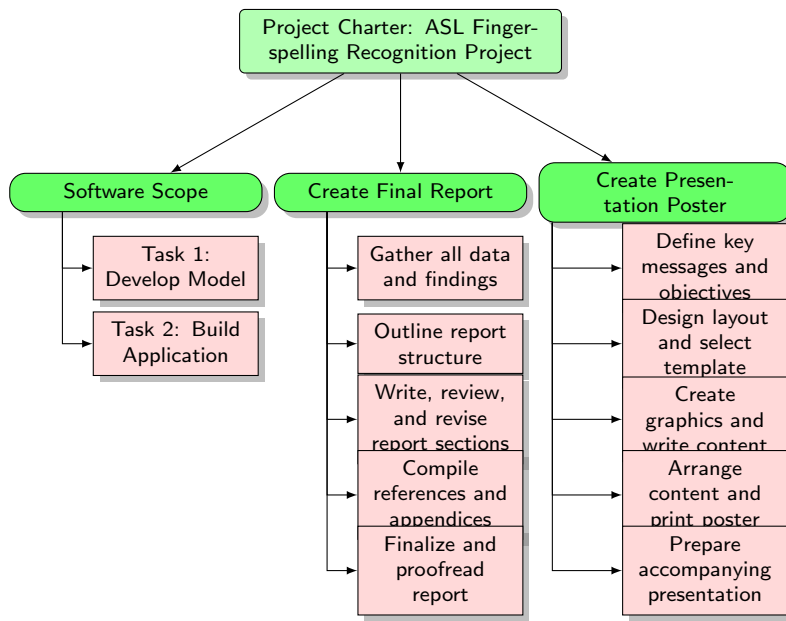 Project Charter: ASL Finger-
spelling Recognition Project
Software Scope
Task 1:
Develop Model
Task 2: Build
Application
Create Final Report
Gather all data
and findings
Outline report
structure
Write, review,
and revise
report sections
Compile
references and
appendices
Finalize and
proofread
report
Create Presen-
tation Poster
Define key
messages and
objectives
Design layout
and select
template
Create
graphics and
write content
Arrange
content and
print poster
Prepare
accompanying
presentation